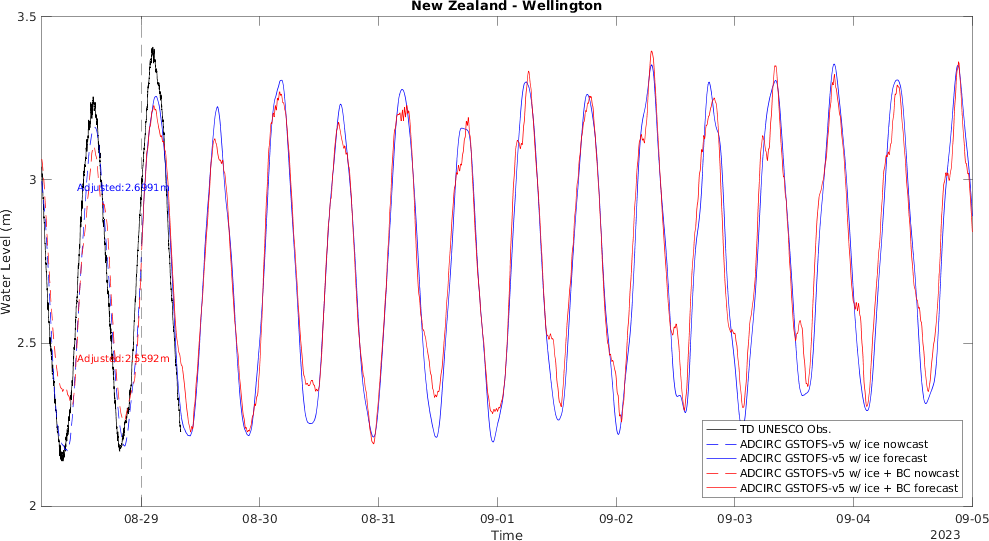 New Zealand - Wellington
3.5
3
2.5
2
Water Level (m)
Adjusted:2.6991m
Adjusted:2.5592m
TD UNESCO Obs.
ADCIRC GSTOFS-v5 w/ ice nowcast
ADCIRC GSTOFS-v5 w/ ice forecast
ADCIRC GSTOFS-v5 w/ ice + BC nowcast
ADCIRC GSTOFS-v5 w/ ice + BC forecast
08-29 08-30 08-31 09-01 09-02 09-03 09-04 09-05
Time
2023